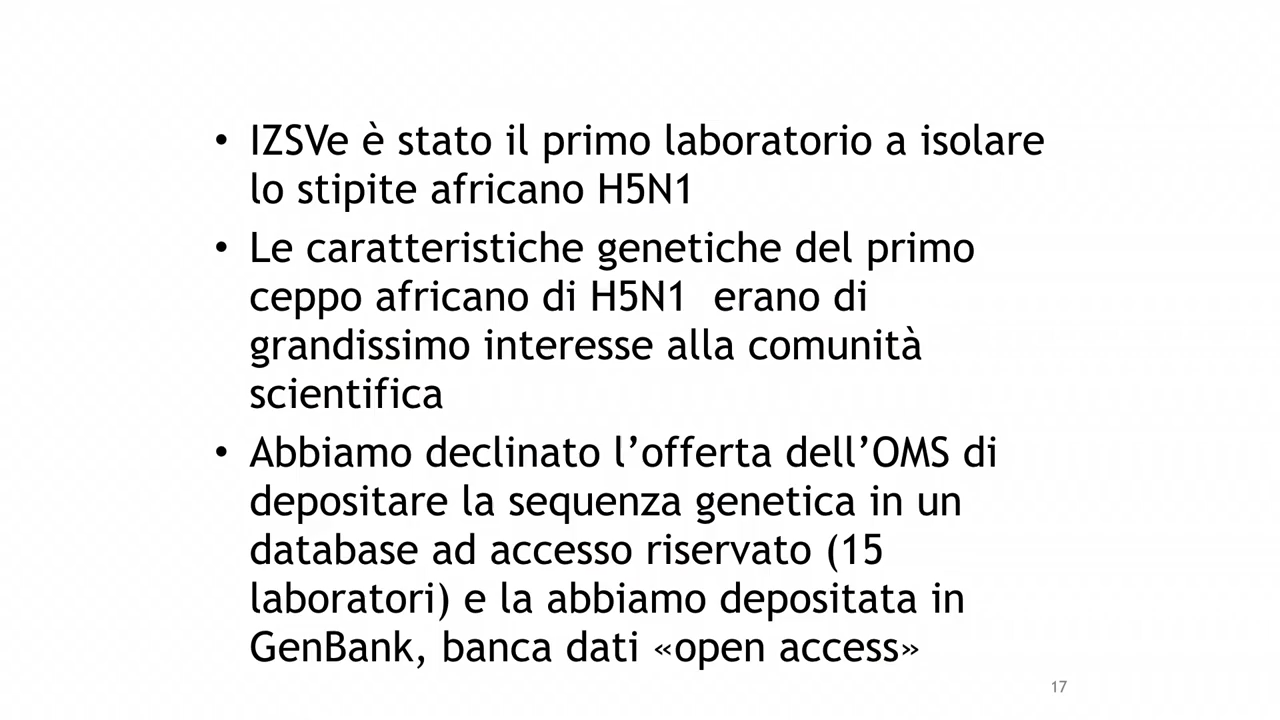 • IZSVe è stato il primo laboratorio a isolare
lo stipite africano H5N1
• Le caratteristiche genetiche del primo
ceppo africano di H5N1  erano di
grandissimo interesse alla comunità
scientifica
• Abbiamo declinato l’offerta dell’OMS di
depositare la sequenza genetica in un
database ad accesso riservato (15
laboratori) e la abbiamo depositata in
GenBank, banca dati «open access»
17